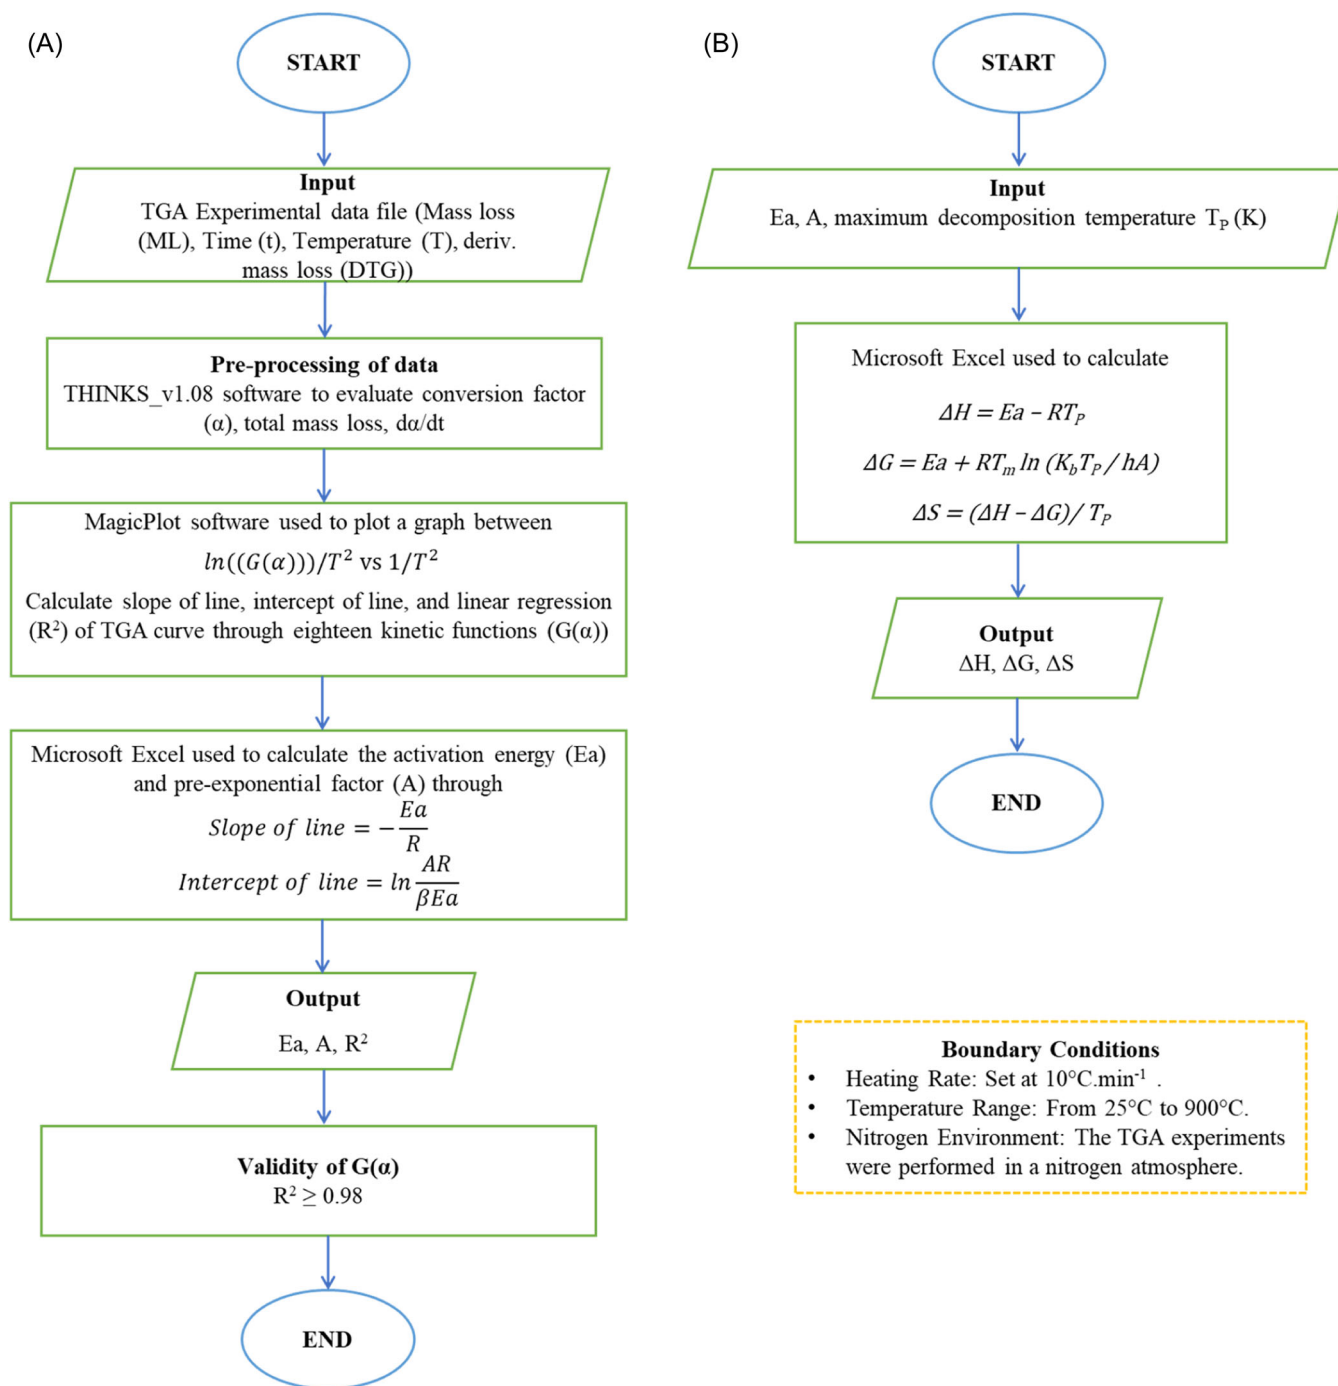 (A)
START
Input
TGA Experimental data file (Mass loss
(ML), Time (t), Temperature (T), deriv.
mass loss (DTG))
Pre-processing of data
THINKS_v1.08 software to evaluate conversion factor
(α), total mass loss, dα/dt
MagicPlot software used to plot a graph between
ln((G(α)))/T² vs 1/T²
Calculate slope of line, intercept of line, and linear regression
(R²) of TGA curve through eighteen kinetic functions (G(α))
Microsoft Excel used to calculate the activation energy (Ea)
and pre-exponential factor (A) through
Slope of line = −Ea/R
Intercept of line = ln AR/βEa
Output
Ea, A, R²
Validity of G(α)
R² ≥ 0.98
END
(B)
START
Input
Ea, A, maximum decomposition temperature T_P (K)
Microsoft Excel used to calculate
ΔH = Ea – RT_P
ΔG = Ea + RT_m ln (K_bT_P / hA)
ΔS = (ΔH – ΔG)/ T_P
Output
ΔH, ΔG, ΔS
END
Boundary Conditions
• Heating Rate: Set at 10°C.min⁻¹ .
• Temperature Range: From 25°C to 900°C.
• Nitrogen Environment: The TGA experiments
were performed in a nitrogen atmosphere.